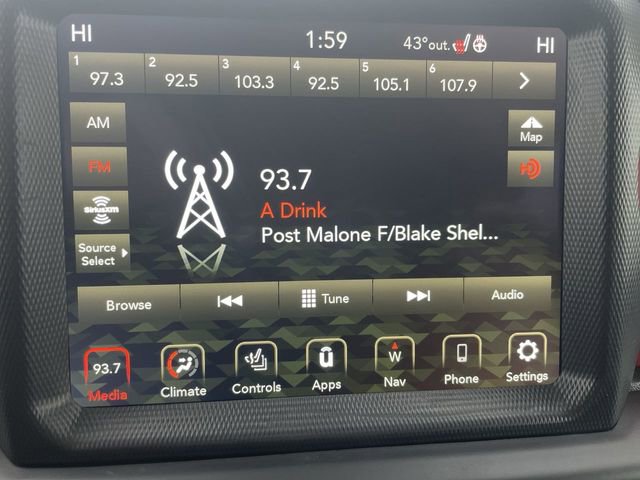 HI 1:59 43°out. HI
1 97.3 2 92.5 3 103.3 4 92.5 5 105.1 6 107.9
AM
Map
FM
HD
SiriusXM
Source
Select
93.7
A Drink
Post Malone F/Blake Shel...
Browse Tune Audio
93.7 W
Media Climate Controls Apps Nav Phone Settings